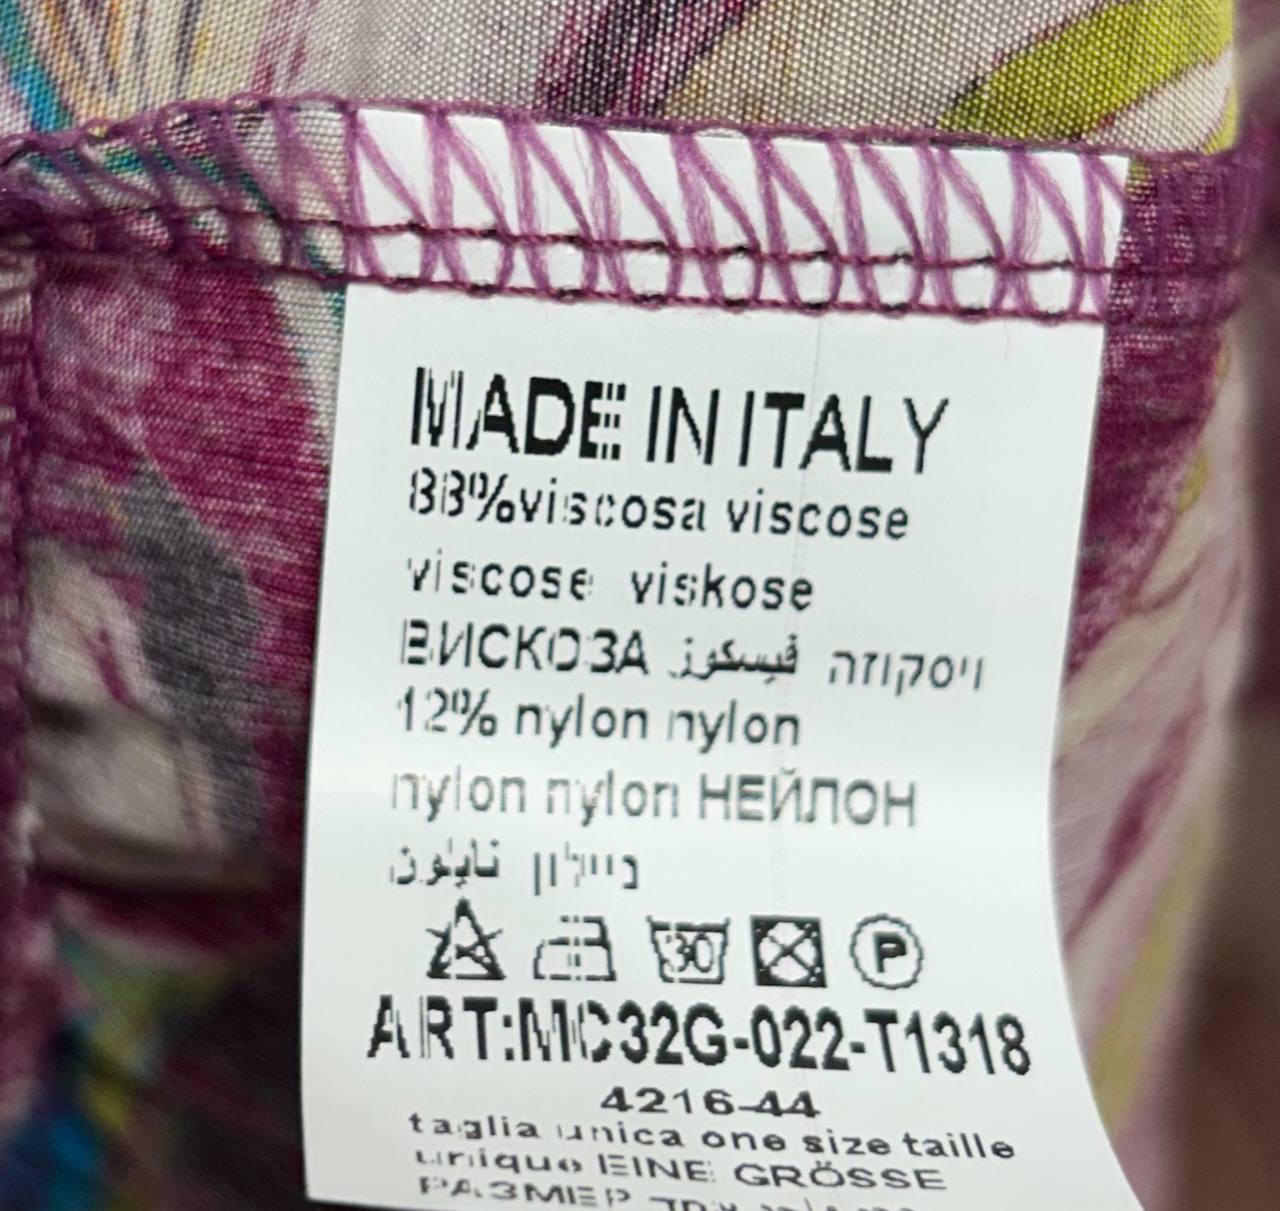 MADE IN ITALY
88%viscosa viscose
viscose viskose
ВИСКОЗА فيسكوز ויסקוזה
12% nylon nylon
nylon nylon НЕЙЛОН
نايلون ניילון
30 P
ART:MC32G-022-T1318
4216-44
taglia unica one size taille
unique EINE GRÖSSE
РАЗМЕР